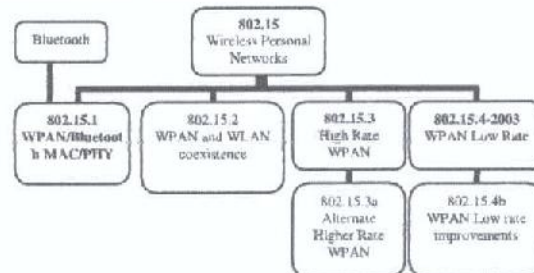 Bluetooth
802.15
Wireless Personal
Networks
802.15.1
WPAN/Bluetoot
h MAC/PHY
802.15.2
WPAN and WLAN
coexistence
802.15.3
High Rate
WPAN
802.15.4-2003
WPAN Low Rate
802.15.3a
Alternate
Higher Rate
WPAN
802.15.4b
WPAN Low rate
improvements